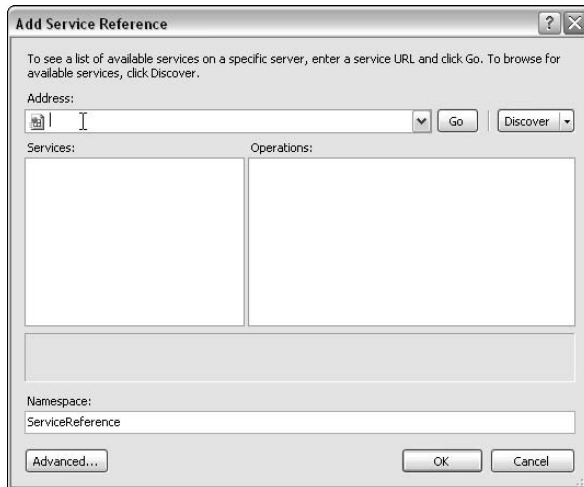 Add Service Reference
To see a list of available services on a specific server, enter a service URL and click Go. To browse for
available services, click Discover.
Address:
Go
Discover
Services:
Operations:
Namespace:
ServiceReference
Advanced...
OK
Cancel